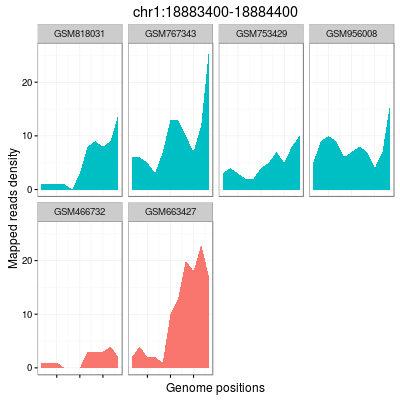 chr1:18883400-18884400
GSM818031 GSM767343 GSM753429 GSM956008
20
10
0
GSM466732 GSM663427
20
10
0
Mapped reads density
Genome positions